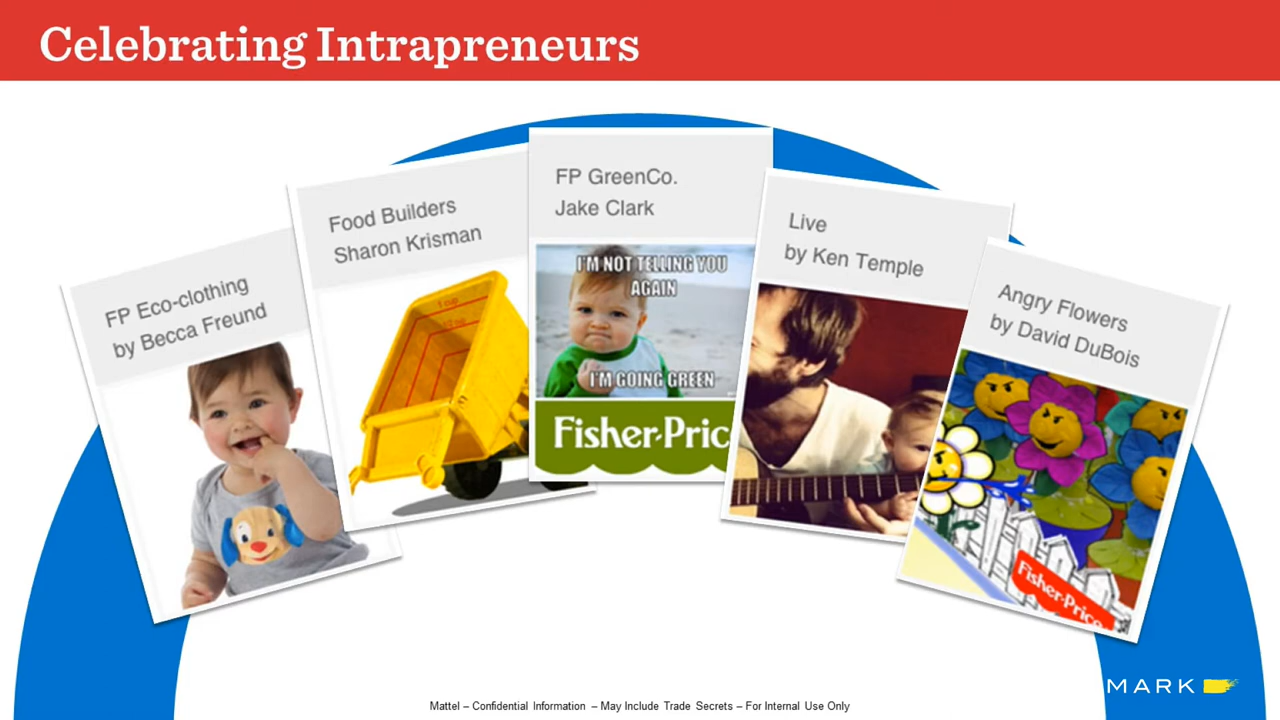 Celebrating Intrapreneurs
FP Eco-clothing
by Becca Freund
Food Builders
Sharon Krisman
1 cup
FP GreenCo.
Jake Clark
I'M NOT TELLING YOU
AGAIN
I'M GOING GREEN
Fisher-Pric
Live
by Ken Temple
Angry Flowers
by David DuBois
Fisher-Price
MARK
Mattel – Confidential Information – May Include Trade Secrets – For Internal Use Only